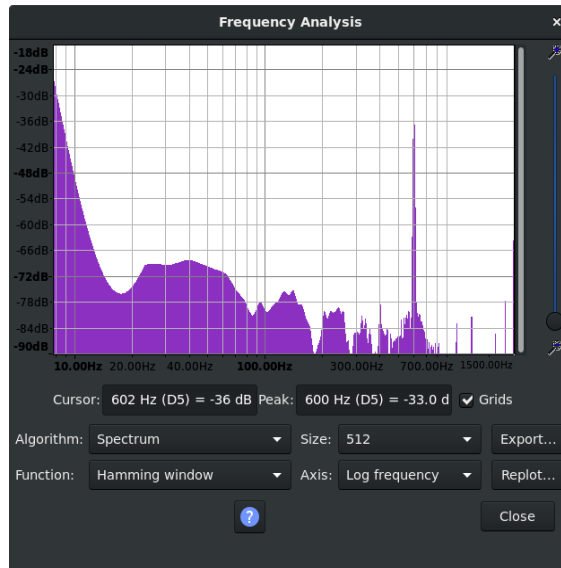 Frequency Analysis ×
-18dB
-24dB
-30dB
-36dB
-42dB
-48dB
-54dB
-60dB
-66dB
-72dB
-78dB
-84dB
-90dB
10.00Hz 20.00Hz 40.00Hz 100.00Hz 300.00Hz 700.00Hz 1500.00Hz
Cursor: 602 Hz (D5) = -36 dB Peak: 600 Hz (D5) = -33.0 d Grids
Algorithm: Spectrum Size: 512 Export...
Function: Hamming window Axis: Log frequency Replot...
? Close